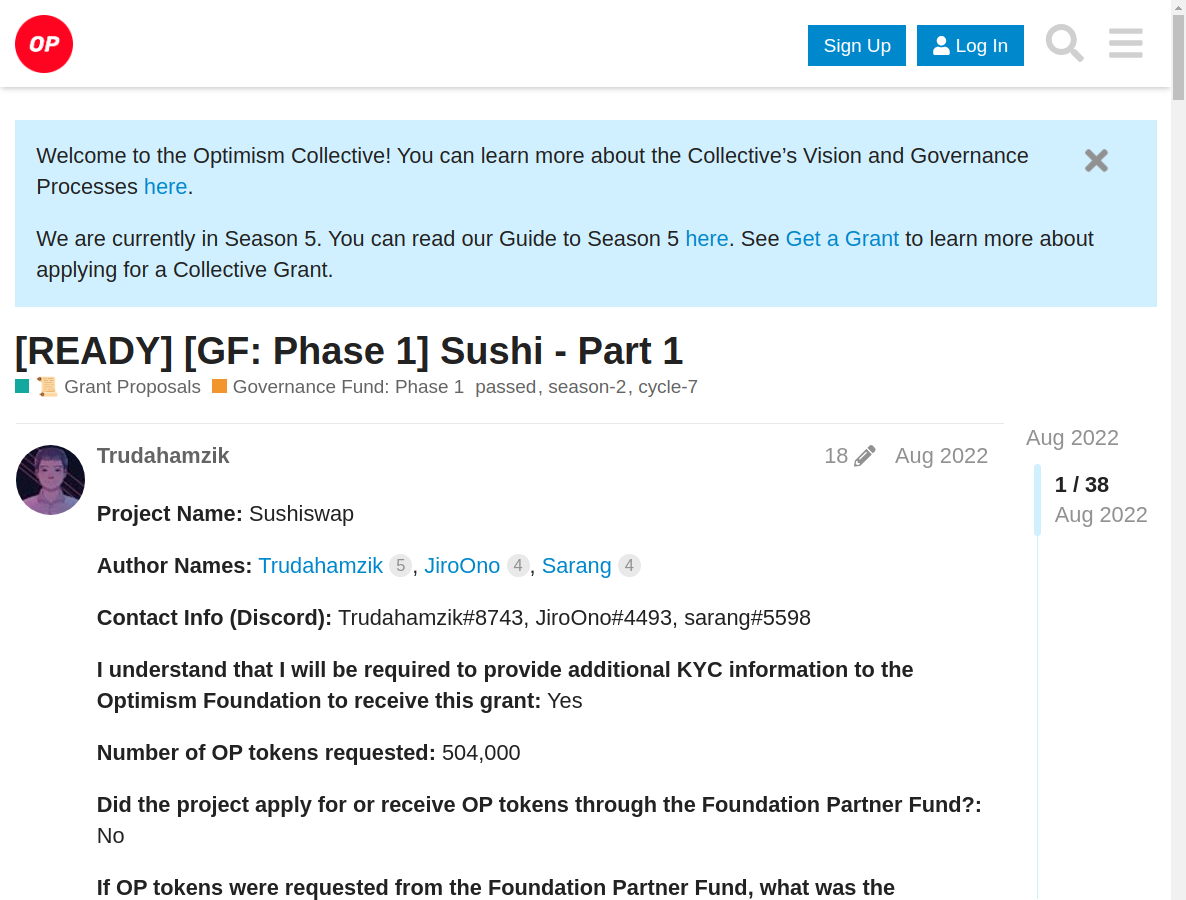 OP
Sign Up
Log In
Welcome to the Optimism Collective! You can learn more about the Collective’s Vision and Governance
Processes here.
We are currently in Season 5. You can read our Guide to Season 5 here. See Get a Grant to learn more about
applying for a Collective Grant.
[READY] [GF: Phase 1] Sushi - Part 1
📜 Grant Proposals Governance Fund: Phase 1 passed, season-2, cycle-7
Trudahamzik 18 Aug 2022
Project Name: Sushiswap
Author Names: Trudahamzik 5, JiroOno 4, Sarang 4
Contact Info (Discord): Trudahamzik#8743, JiroOno#4493, sarang#5598
I understand that I will be required to provide additional KYC information to the
Optimism Foundation to receive this grant: Yes
Number of OP tokens requested: 504,000
Did the project apply for or receive OP tokens through the Foundation Partner Fund?:
No
If OP tokens were requested from the Foundation Partner Fund, what was the
Aug 2022
1 / 38
Aug 2022